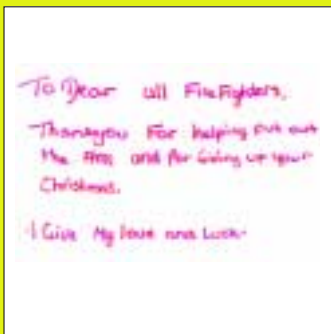 To Dear all FireFighters,
Thankyou For helping Put out
the fires and for Giving up your
Christmas.
I Give My love and Luck.